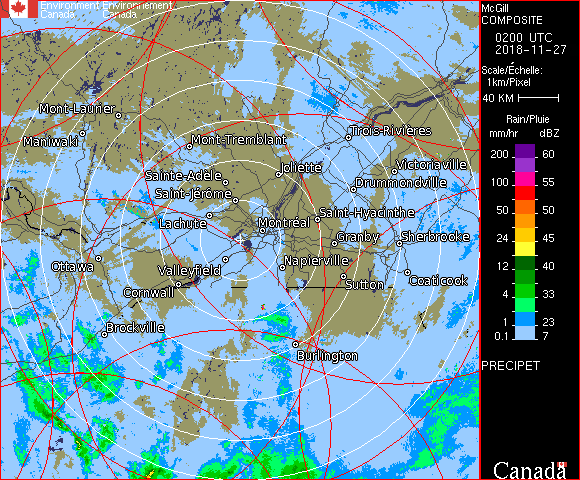 Environment Environnement
Canada Canada
McGill
COMPOSITE
0200 UTC
2018-11-27
Scale/Échelle:
1km/Pixel
40 KM
Rain/Pluie
mm/hr dBZ
200 60
100 55
50 50
24 45
12 40
4 33
1 23
0.1 7
PRECIPET
Canada
Mont-Laurier
Maniwaki
Mont-Tremblant
Trois-Rivières
Sainte-Adèle
Joliette
Victoriaville
Saint-Jérôme
Drummondville
Lachute
Montréal
Saint-Hyacinthe
Granby
Sherbrooke
Ottawa
Valleyfield
Napierville
Cornwall
Sutton
Coaticook
Brockville
Burlington